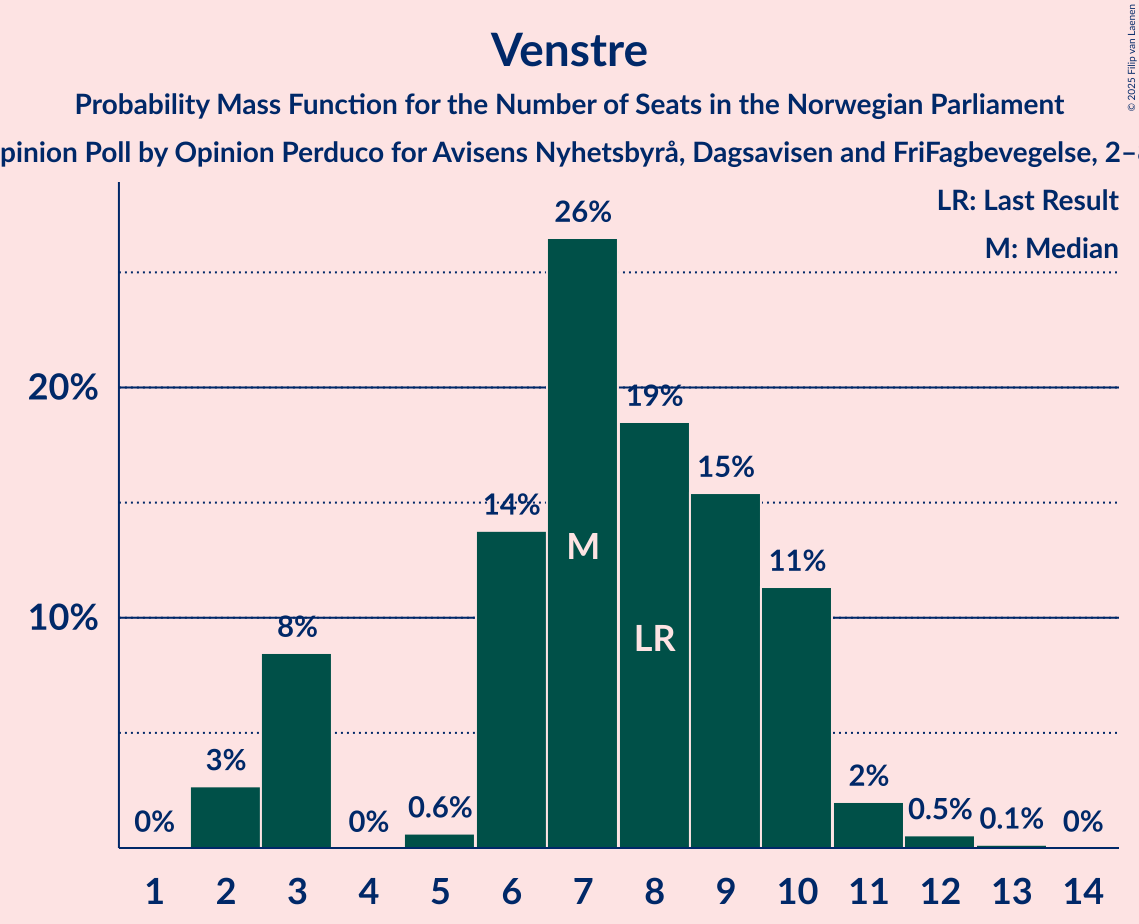 © 2025 Filip van Laenen
Venstre
Probability Mass Function for the Number of Seats in the Norwegian Parliament
pinion Poll by Opinion Perduco for Avisens Nyhetsbyrå, Dagsavisen and FriFagbevegelse, 2–
LR: Last Result
M: Median
26%
20%
19%
15%
14%
M
11%
10%
8%
LR
3%
2%
0%
0%
0.6%
0.5%
0.1%
0%
1 2 3 4 5 6 7 8 9 10 11 12 13 14